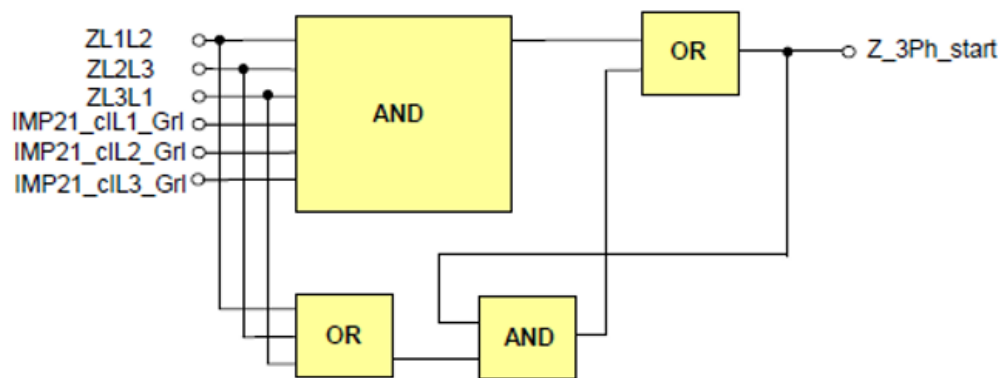 ZL1L2
ZL2L3
ZL3L1
IMP21_cIL1_Grl
IMP21_cIL2_Grl
IMP21_cIL3_Grl
AND
OR
Z_3Ph_start
OR
AND